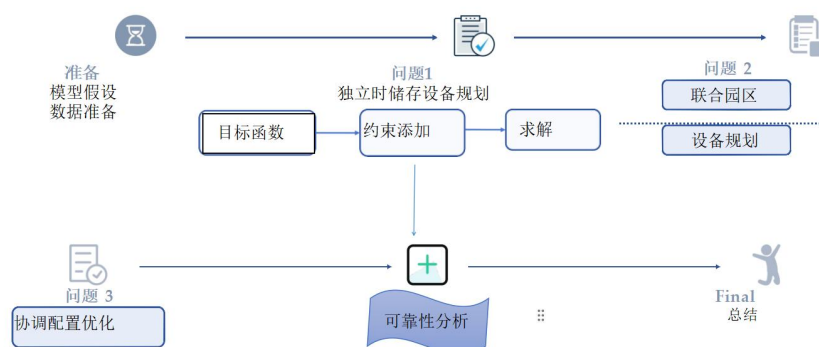 准备
模型假设
数据准备
问题1
独立时储存设备规划
目标函数
约束添加
求解
问题 2
联合园区
设备规划
问题 3
协调配置优化
可靠性分析
Final
总结